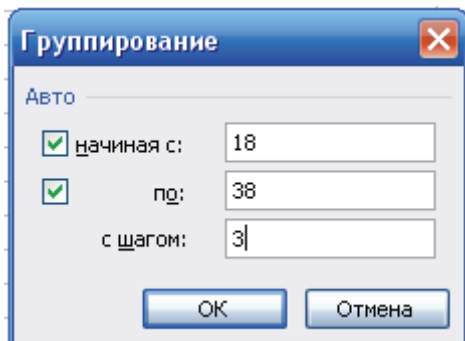 Группирование
Авто
начиная с: 18
по: 38
с шагом: 3
ОК Отмена